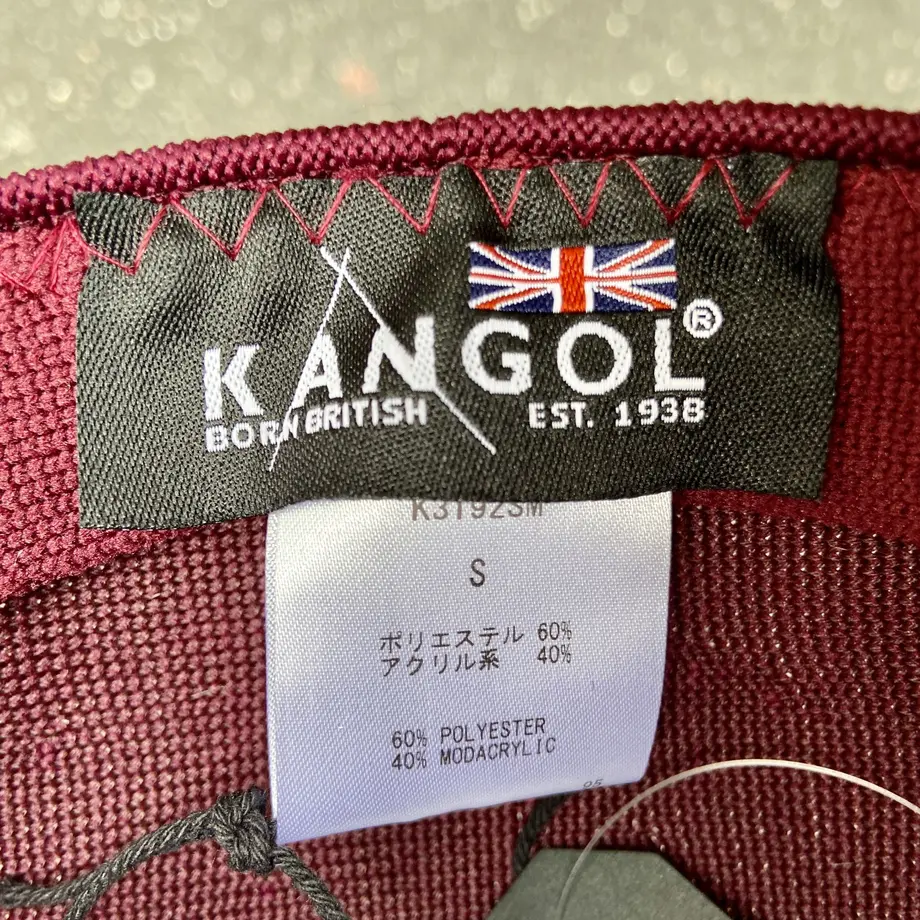 KANGOL®
BORN BRITISH EST. 1938
K3192SM
S
ポリエステル 60%
アクリル系 40%
60% POLYESTER
40% MODACRYLIC